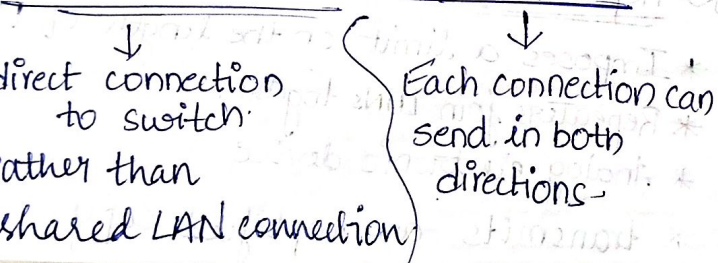 direct connection
to switch.
rather than
shared LAN connection
Each connection can
send in both
directions-